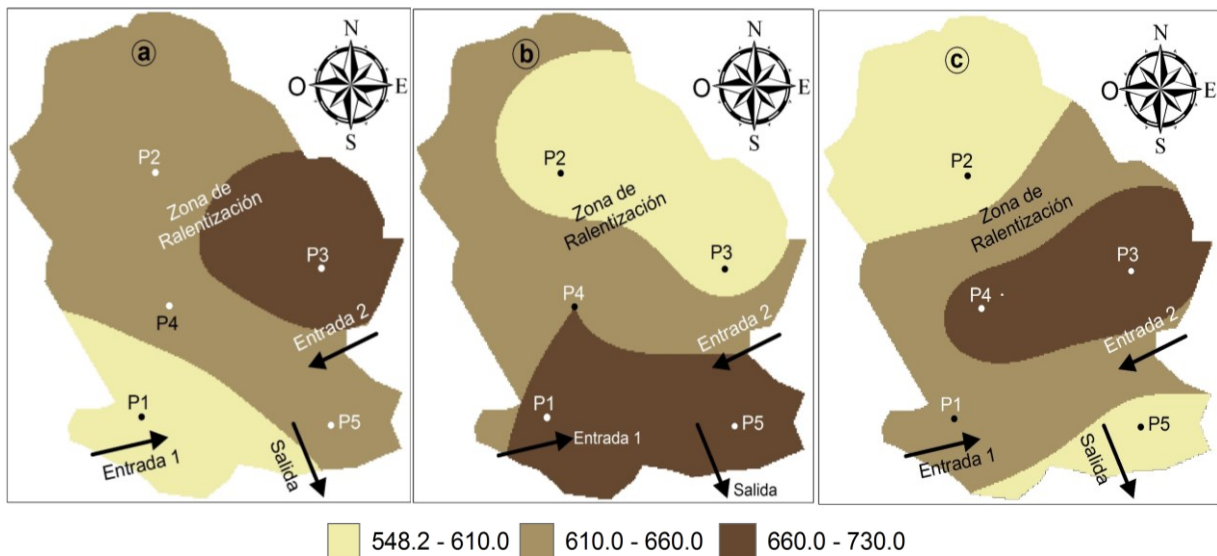 a
N
O
E
S
P2
Zona de
Ralentización
P3
P4
Entrada 2
P1
P5
Entrada 1
Salida
b
N
O
E
S
P2
Zona de
Ralentización
P3
P4
Entrada 2
P1
P5
Entrada 1
Salida
c
N
O
E
S
P2
Zona de
Ralentización
P3
P4
Entrada 2
P1
P5
Entrada 1
Salida
548.2 - 610.0 610.0 - 660.0 660.0 - 730.0